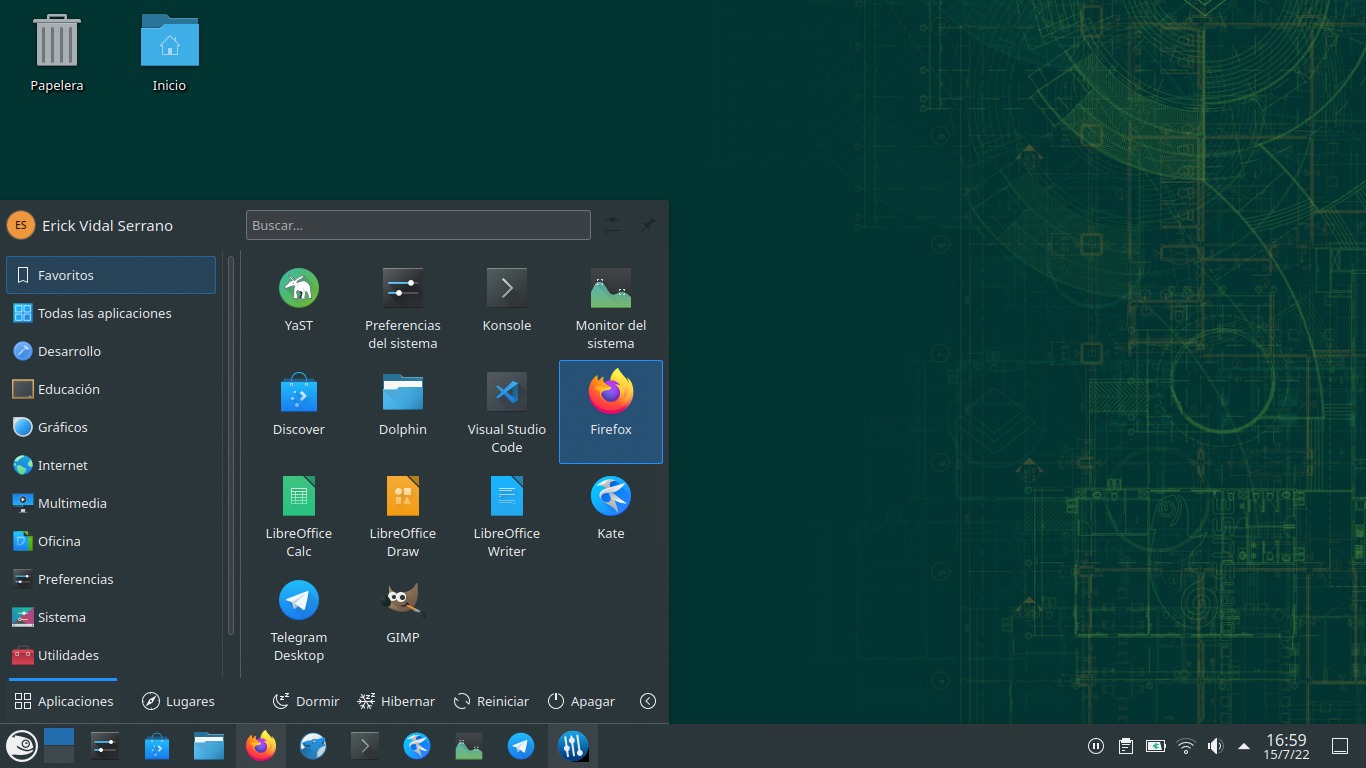 Papelera
Inicio
ES
Erick Vidal Serrano
Buscar...
Favoritos
Todas las aplicaciones
Desarrollo
Educación
Gráficos
Internet
Multimedia
Oficina
Preferencias
Sistema
Utilidades
YaST
Preferencias
del sistema
Konsole
Monitor del
sistema
Discover
Dolphin
Visual Studio
Code
Firefox
LibreOffice
Calc
LibreOffice
Draw
LibreOffice
Writer
Kate
Telegram
Desktop
GIMP
Aplicaciones
Lugares
Dormir
Hibernar
Reiniciar
Apagar
16:59
15/7/22